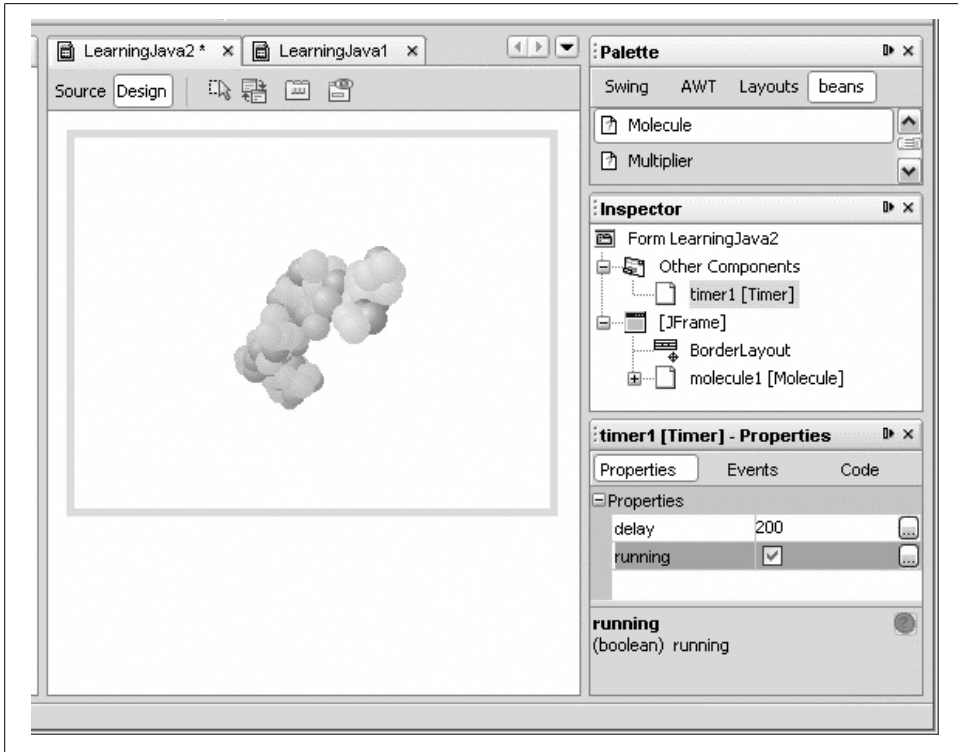 LearningJava2 *
LearningJava1
Source Design
Palette
Swing AWT Layouts beans
Molecule
Multiplier
Inspector
Form LearningJava2
Other Components
timer1 [Timer]
[JFrame]
BorderLayout
molecule1 [Molecule]
timer1 [Timer] - Properties
Properties Events Code
Properties
delay 200 ...
running ...
running
(boolean) running